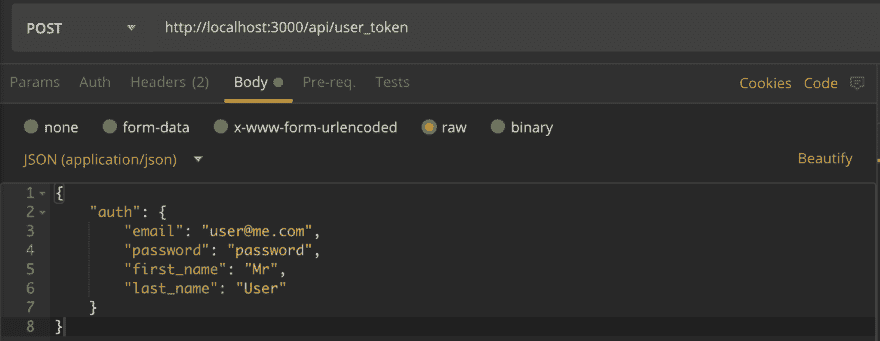 POST http://localhost:3000/api/user_token
Params Auth Headers (2) Body Pre-req. Tests Cookies Code
none form-data x-www-form-urlencoded raw binary
JSON (application/json) Beautify
1 {
2 "auth": {
3 "email": "user@me.com",
4 "password": "password",
5 "first_name": "Mr",
6 "last_name": "User"
7 }
8 }